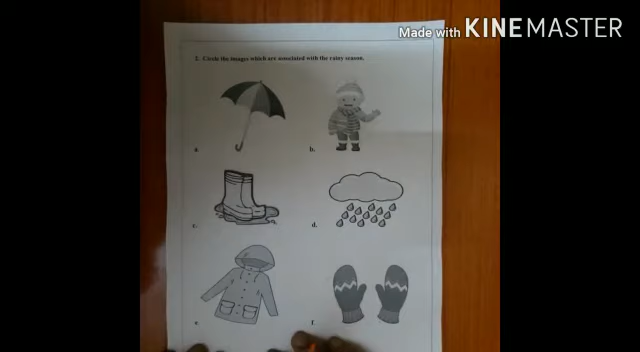 Made with KINEMASTER
2. Circle the images which are associated with the rainy season.
a.
b.
c.
d.
e.
f.